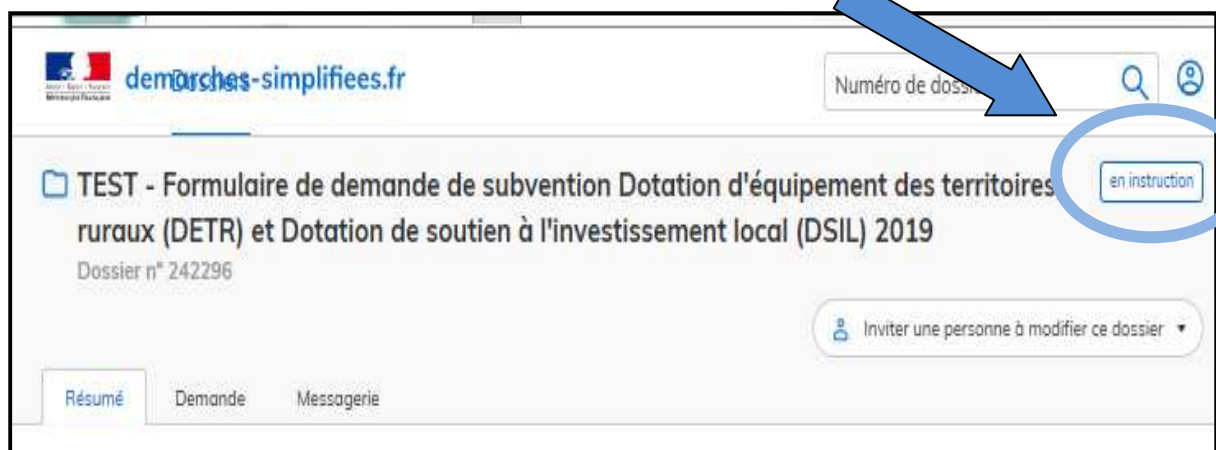 demarches-simplifiees.fr
Dossiers
Numéro de dossi
TEST - Formulaire de demande de subvention Dotation d'équipement des territoires
en instruction
ruraux (DETR) et Dotation de soutien à l'investissement local (DSIL) 2019
Dossier n° 242296
Inviter une personne à modifier ce dossier
Résumé Demande Messagerie